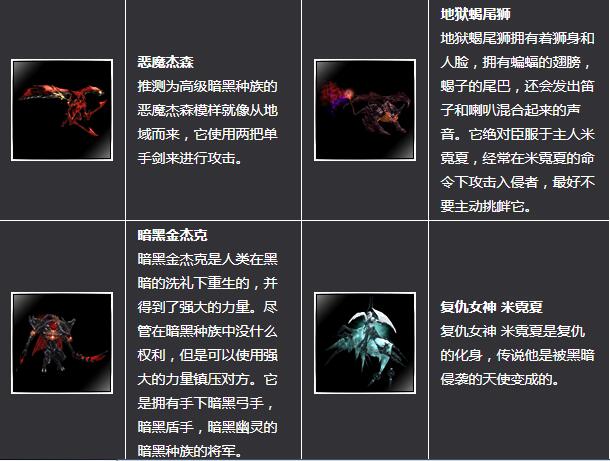 恶魔杰森
推测为高级暗黑种族的
恶魔杰森模样就像从地
域而来，它使用两把单
手剑来进行攻击。
地狱蝎尾狮
地狱蝎尾狮拥有着狮身和
人脸，拥有蝙蝠的翅膀，
蝎子的尾巴，还会发出笛
子和喇叭混合起来的声
音。它绝对臣服于主人米
霓夏，经常在米霓夏的命
令下攻击入侵者，最好不
要主动挑衅它。
暗黑金杰克
暗黑金杰克是人类在黑
暗的洗礼下重生的，并
得到了强大的力量。尽
管在暗黑种族中没什么
权利，但是可以使用强
大的力量镇压对方。它
是拥有手下暗黑弓手，
暗黑盾手，暗黑幽灵的
暗黑种族的将军。
复仇女神 米霓夏
复仇女神 米霓夏是复仇
的化身，传说他是被黑暗
侵袭的天使变成的。